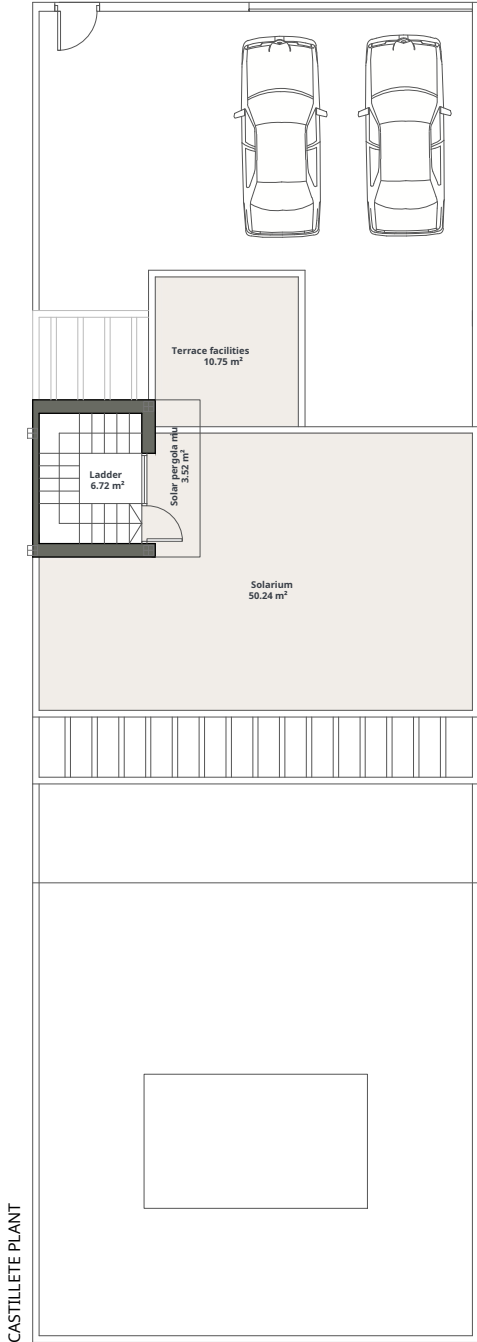 Terrace facilities
10.75 m²
Solar pergola mu
3.52 m²
Ladder
6.72 m²
Solarium
50.24 m²
CASTILLETE PLANT